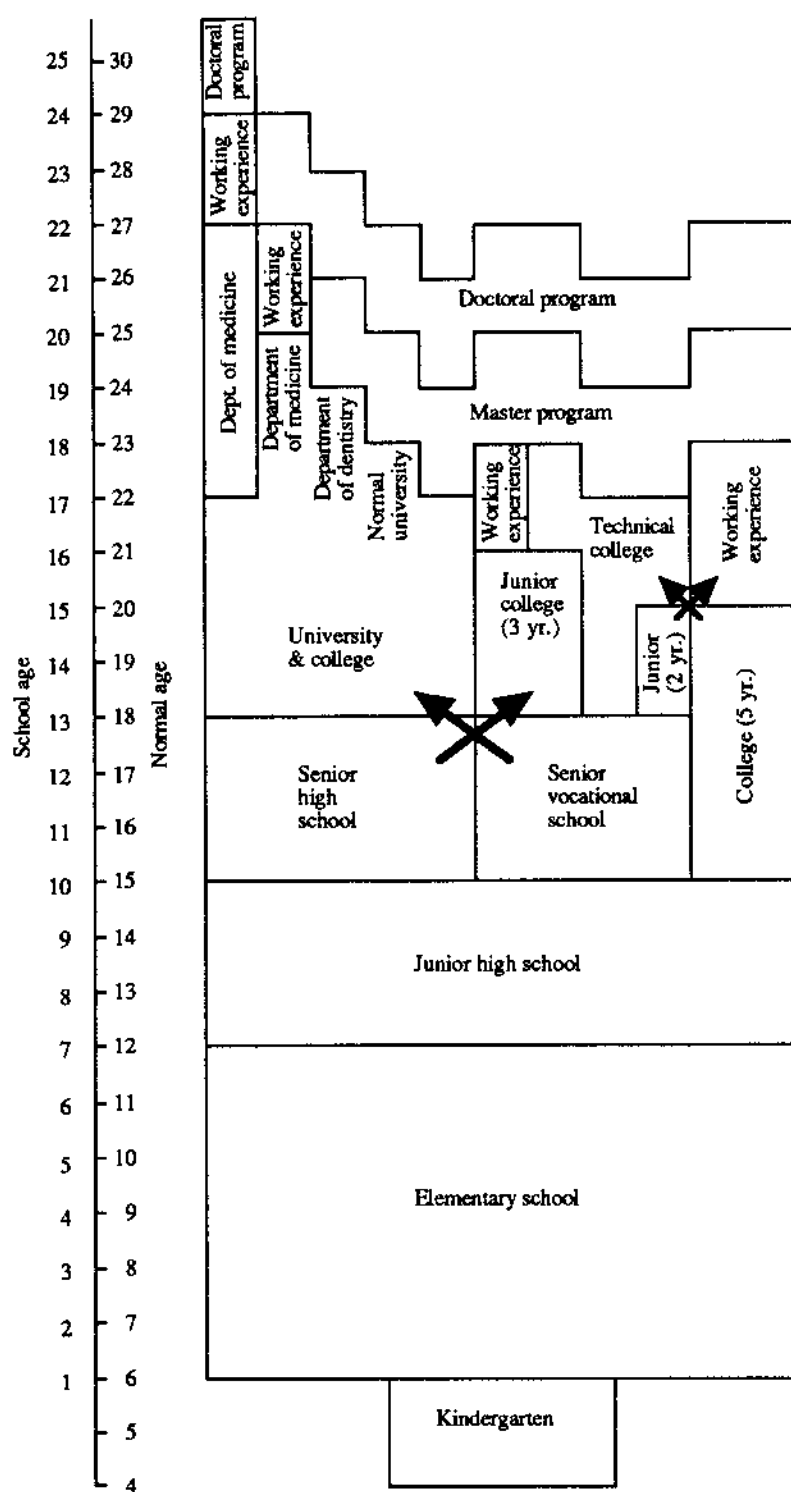 25
30
Doctoral
program
24
29
Working
experience
23
28
22
27
Dept. of medicine
Working
experience
21
26
Doctoral program
20
25
Department
of medicine
19
24
Master program
Department
of dentistry
18
23
Normal
university
Working
experience
Technical
college
Working
experience
17
22
16
21
Junior
college
(3 yr.)
15
20
University
& college
Junior
(2 yr.)
14
19
School age
Normal age
13
18
College (5 yr.)
Senior
high
school
Senior
vocational
school
12
17
11
16
10
15
9
14
Junior high school
8
13
7
12
6
11
5
10
Elementary school
4
9
3
8
2
7
1
6
Kindergarten
5
4